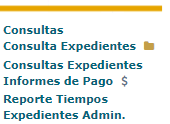 Consultas
Consulta Expedientes
Consultas Expedientes
Informes de Pago $
Reporte Tiempos
Expedientes Admin.